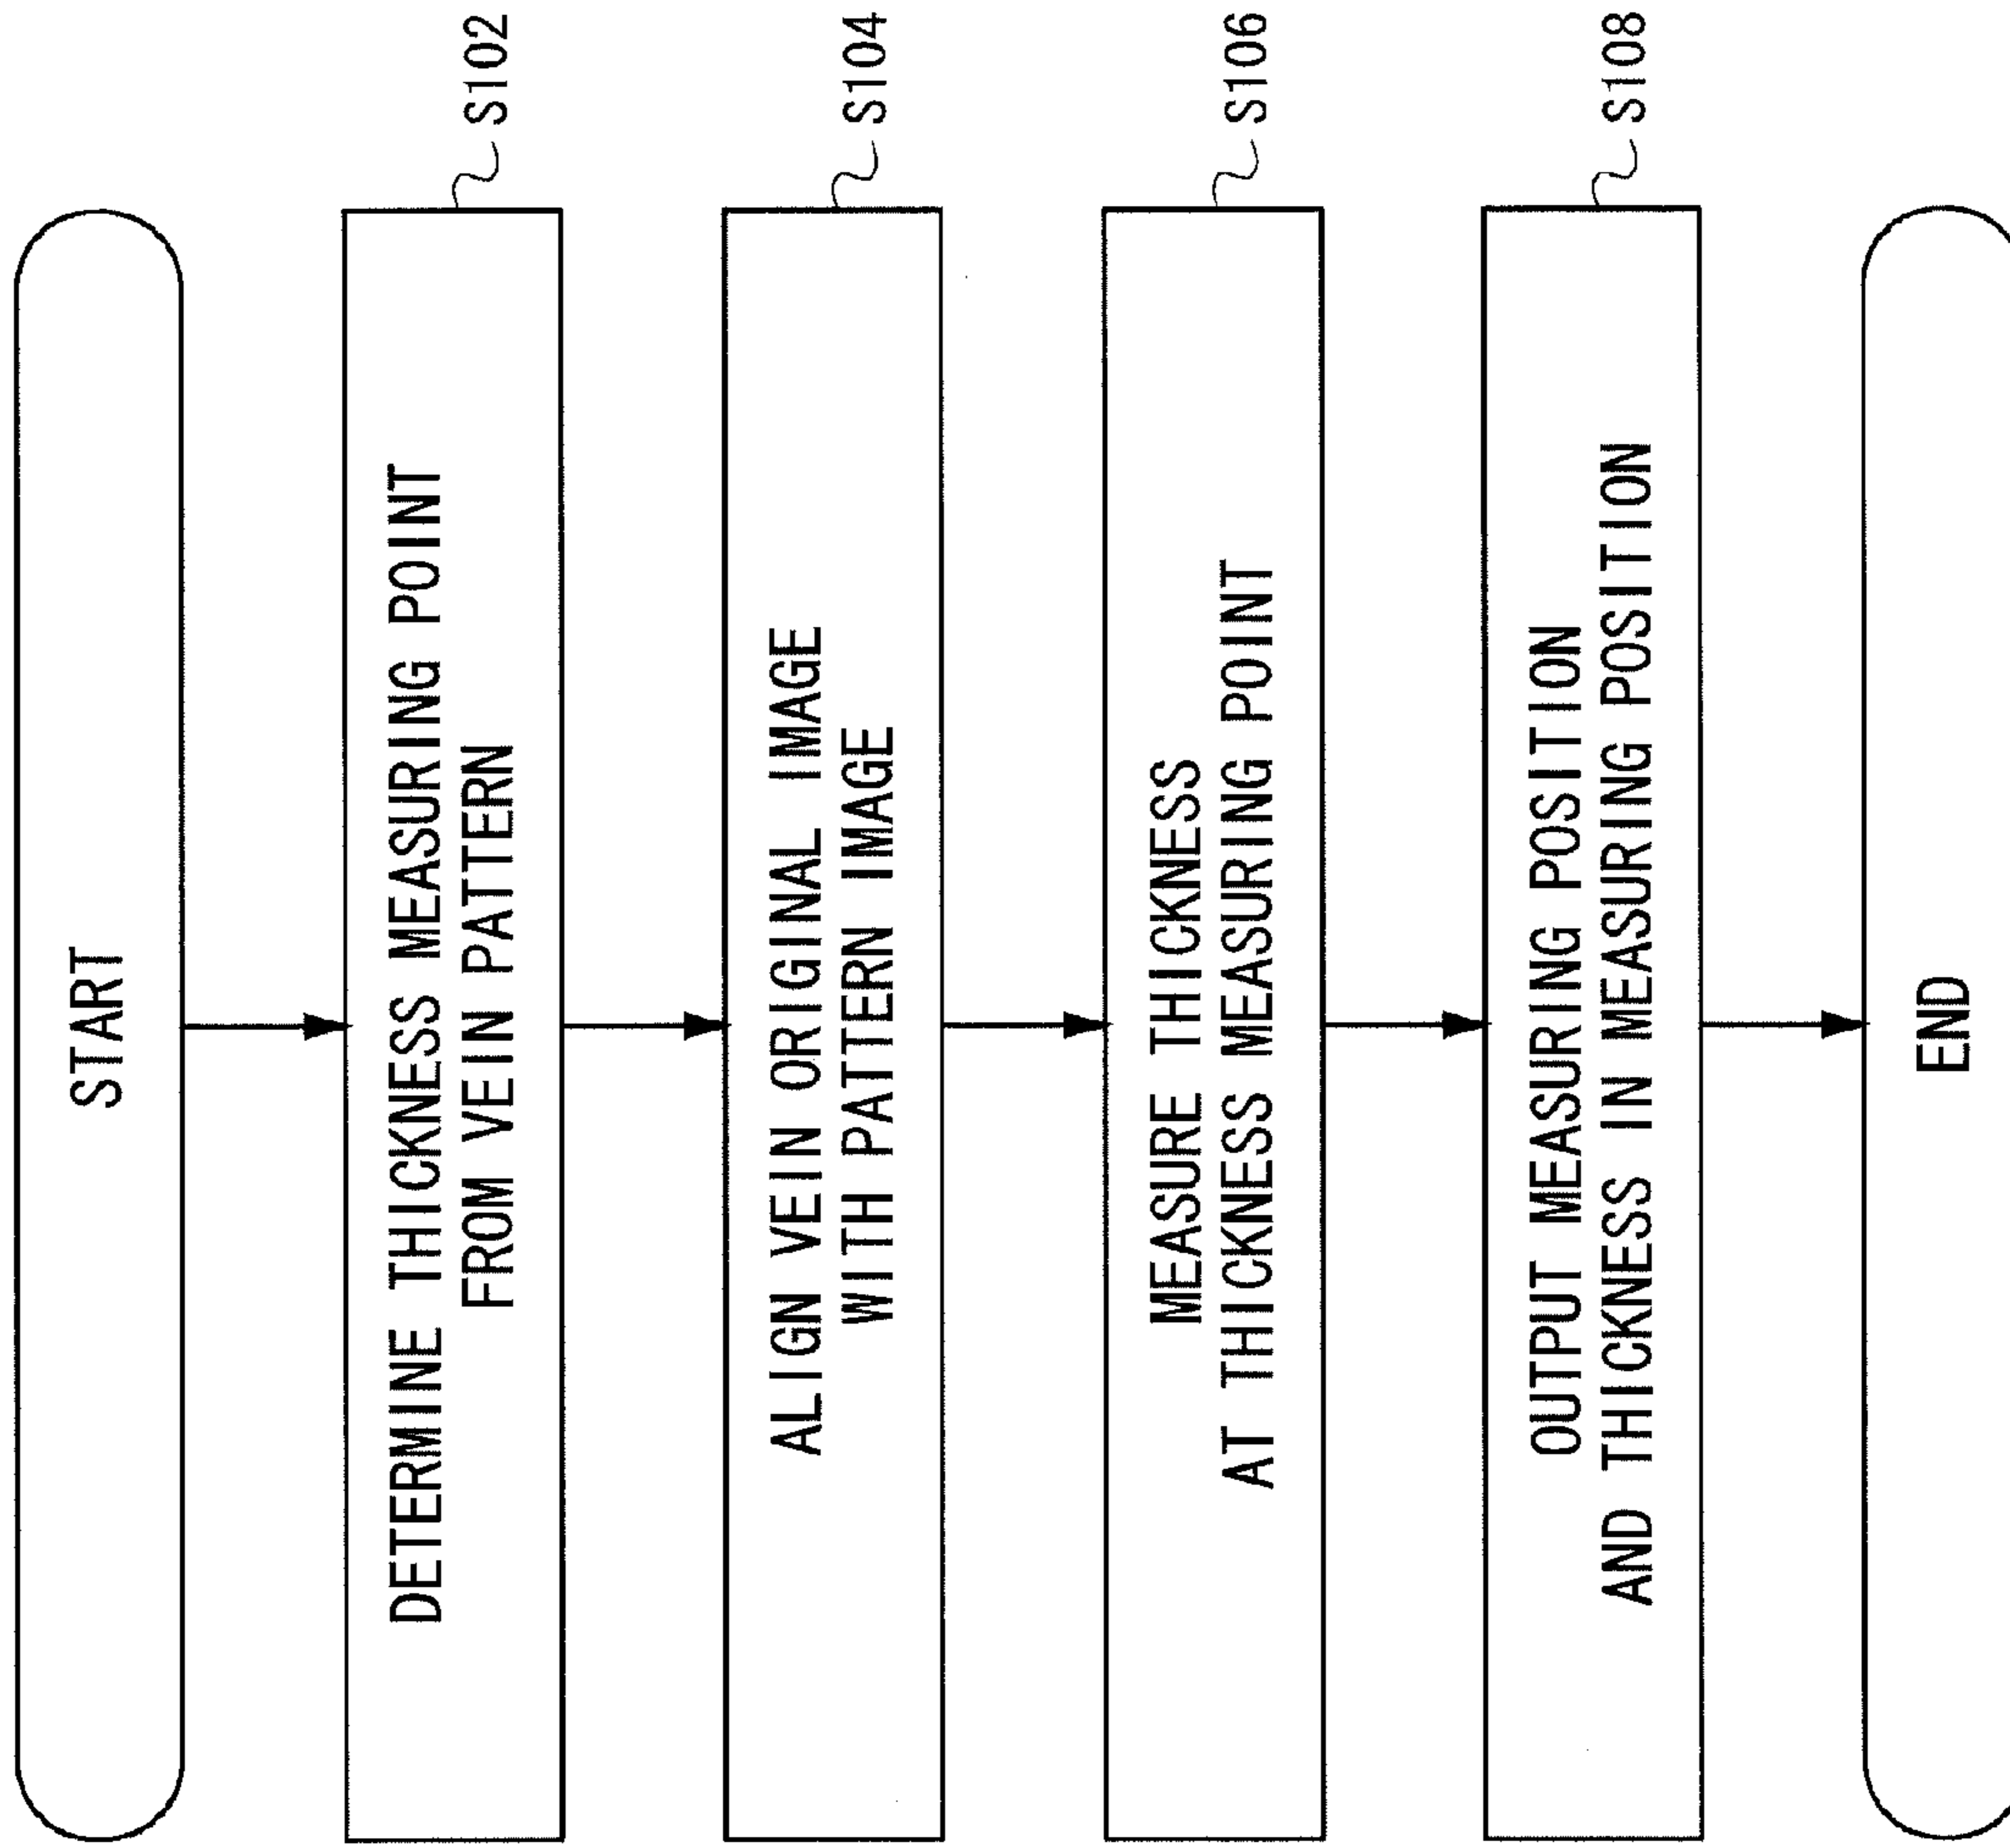 START
DETERMINE THICKNESS MEASURING POINT
FROM VEIN PATTERN
S102
ALIGN VEIN ORIGINAL IMAGE
WITH PATTERN IMAGE
S104
MEASURE THICKNESS
AT THICKNESS MEASURING POINT
S106
OUTPUT MEASURING POSITION
AND THICKNESS IN MEASURING POSITION
S108
END